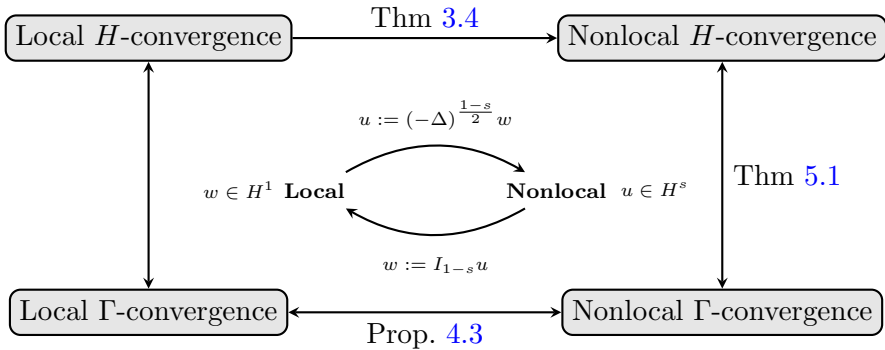 Thm 3.4
Local H-convergence
Nonlocal H-convergence
u := (−Δ)^{\frac{1−s}{2}} w
w ∈ H^1 Local
Nonlocal u ∈ H^s
Thm 5.1
w := I_{1−s}u
Local Γ-convergence
Nonlocal Γ-convergence
Prop. 4.3